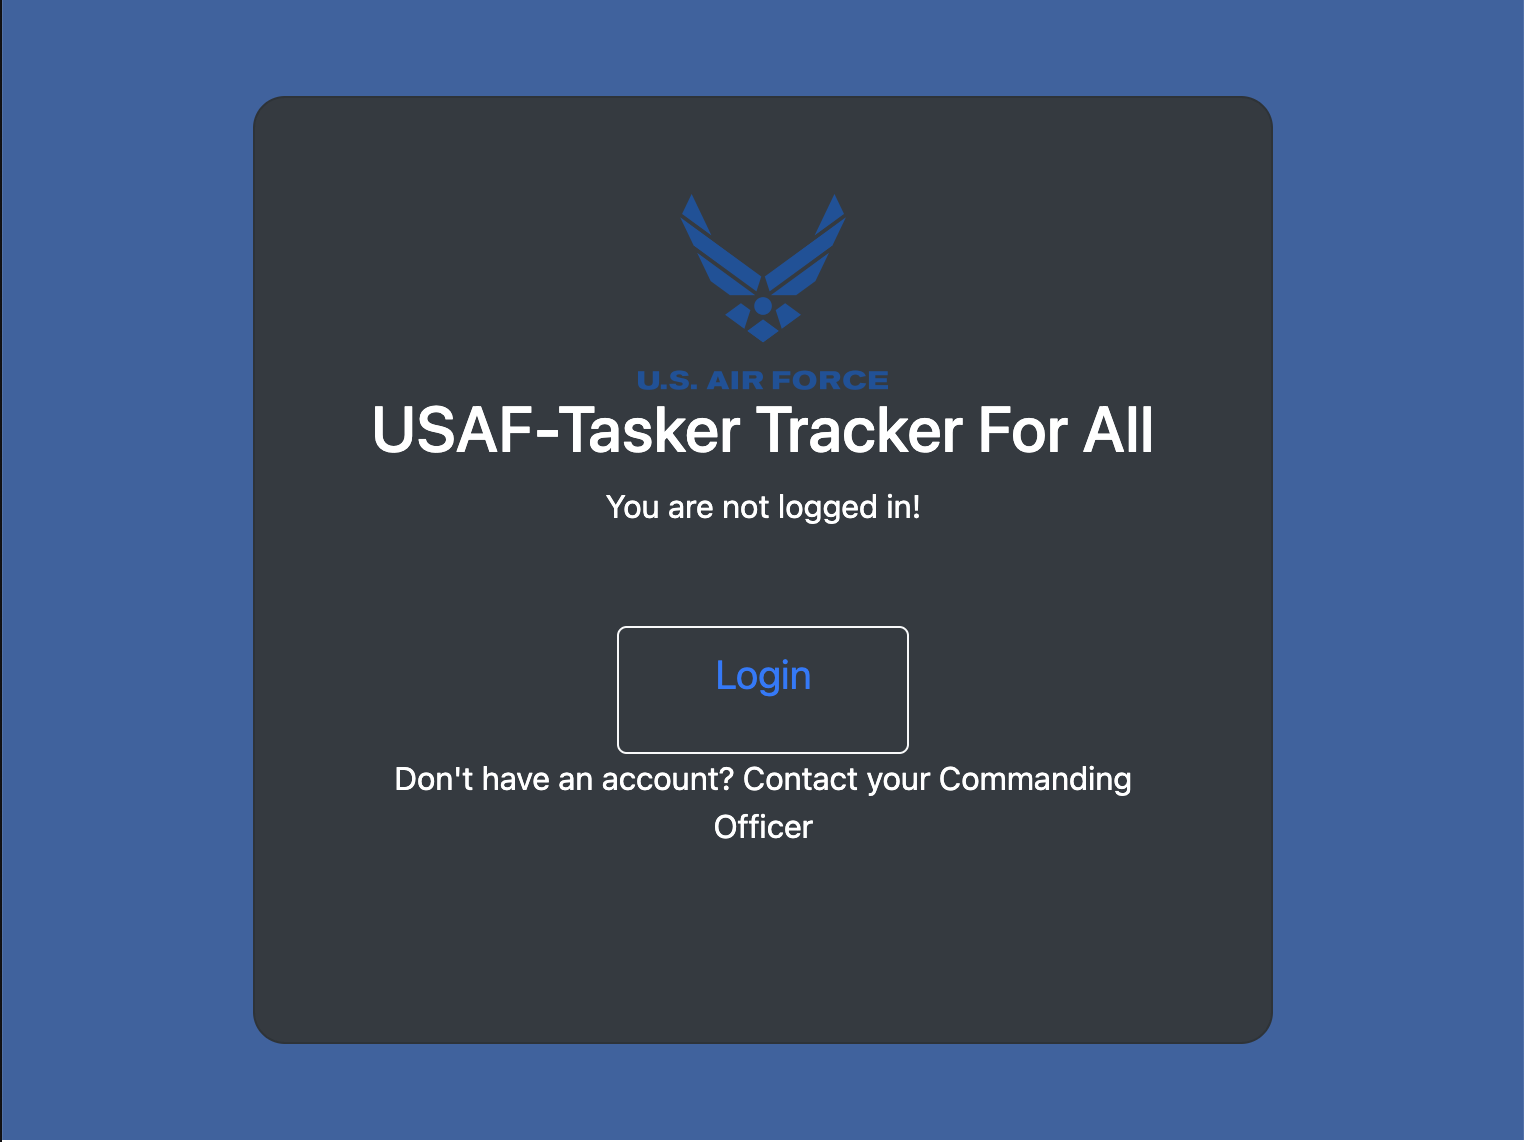 U.S. AIR FORCE
USAF-Tasker Tracker For All
You are not logged in!
Login
Don't have an account? Contact your Commanding
Officer